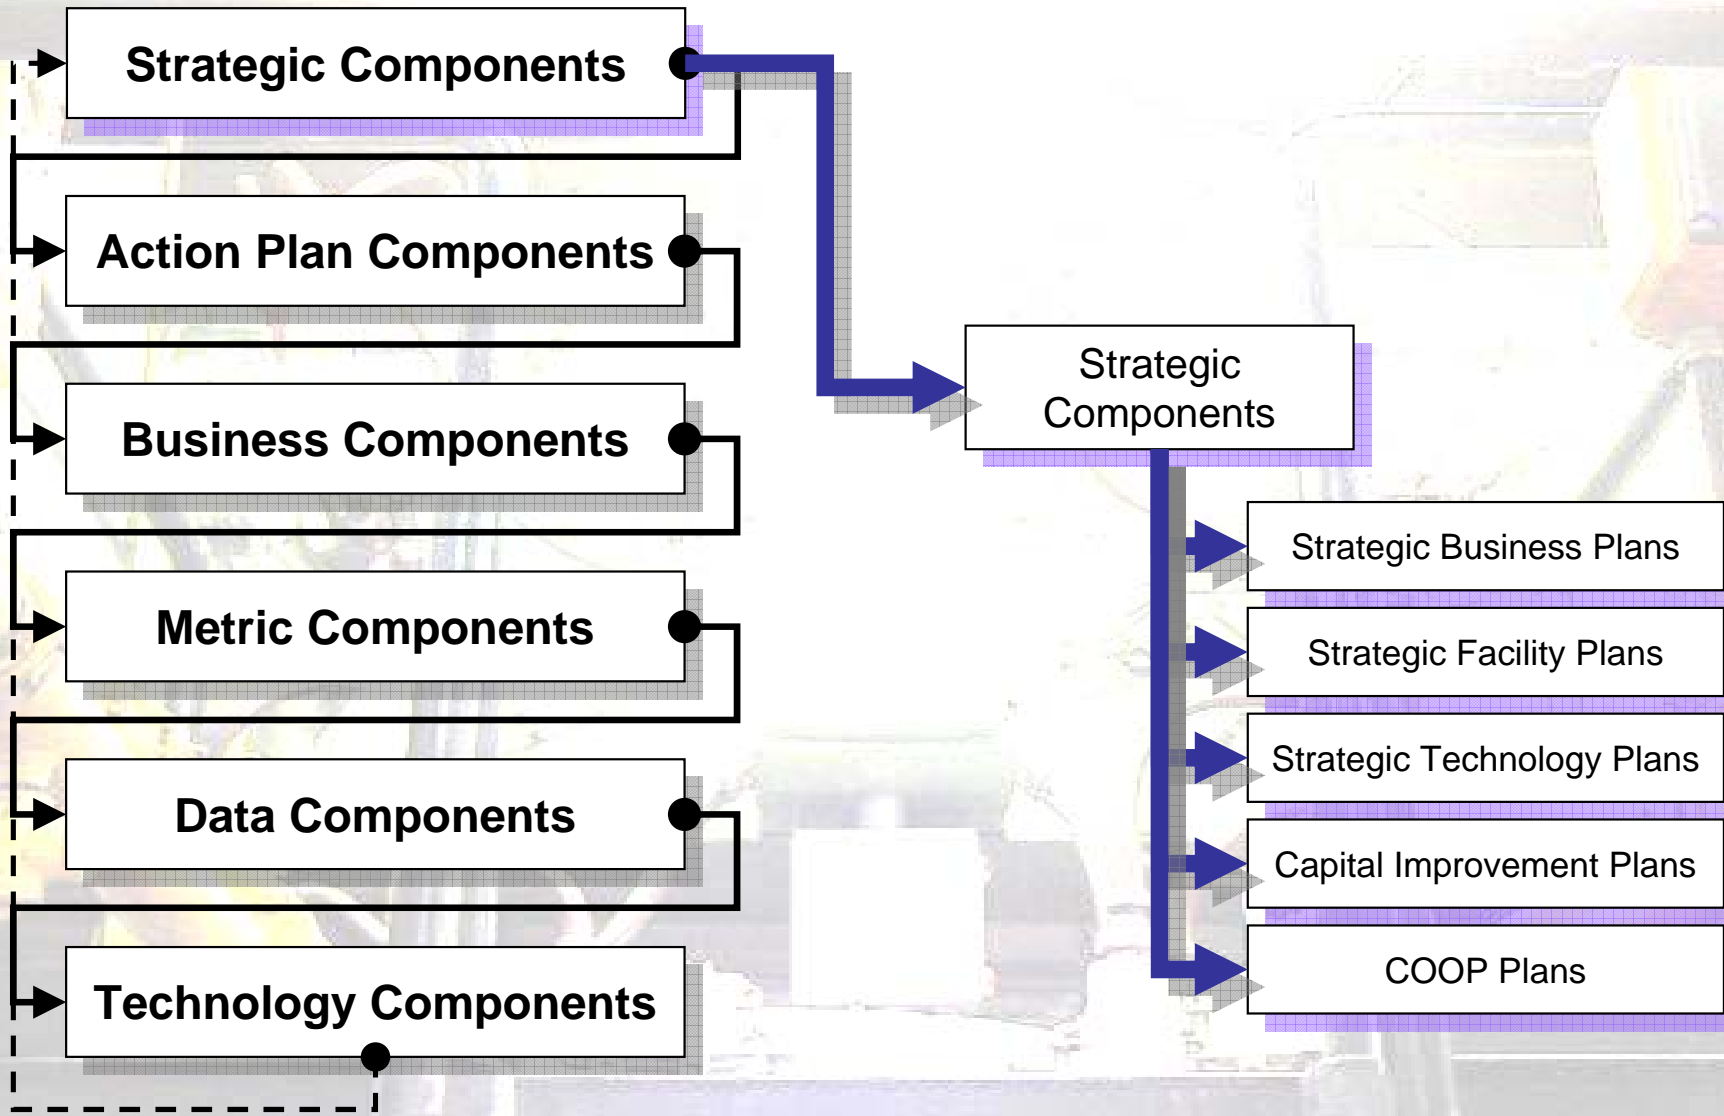 Strategic Components
Action Plan Components
Business Components
Metric Components
Data Components
Technology Components
Strategic
Components
Strategic Business Plans
Strategic Facility Plans
Strategic Technology Plans
Capital Improvement Plans
COOP Plans